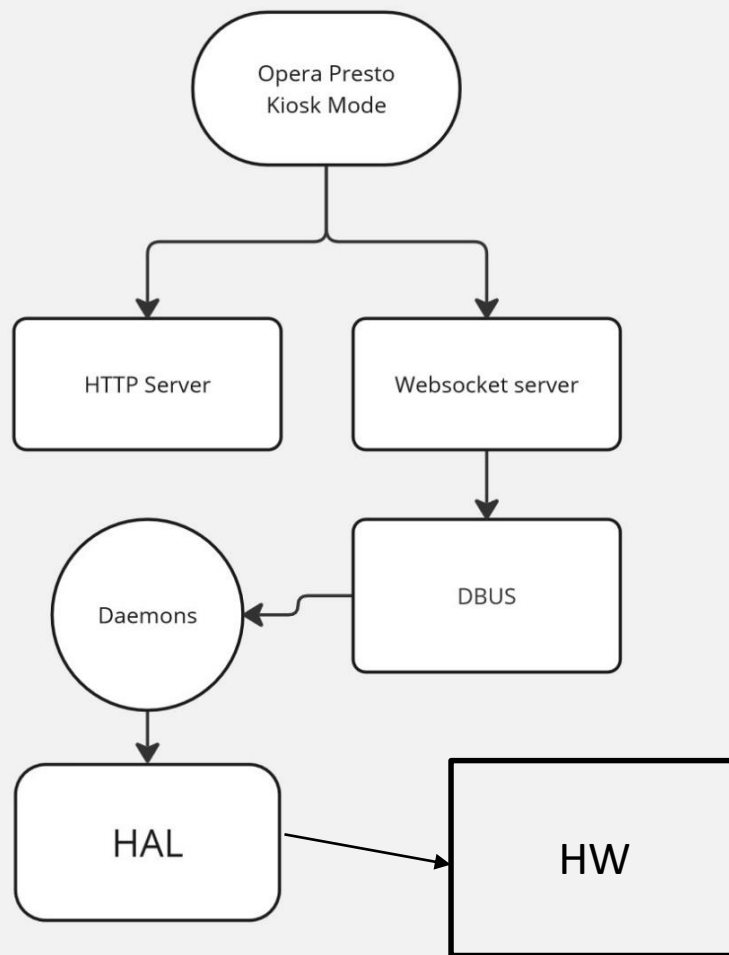 Opera Presto
Kiosk Mode
HTTP Server
Websocket server
Daemons
DBUS
HAL
HW